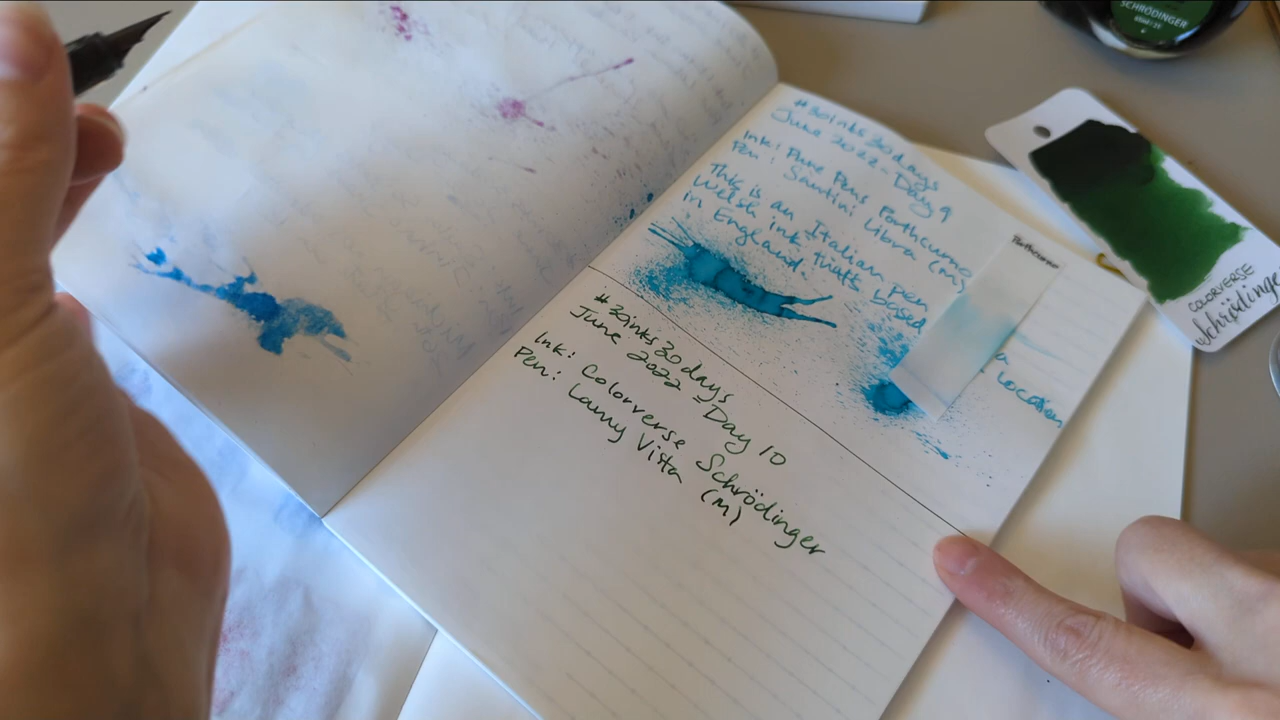 SCHRÖDINGER
#30inks30days
June 2022 - Day 9
Ink: Pure Pens Porthcurno
Pen: Santini Libra (M)
This is an Italian pen
Welsh ink that's based
in England.
a
location
Porthcurno
COLORVERSE
Schrödinger
#30inks30days
June 2022 - Day 10
Ink: Colorverse Schrödinger
Pen: Lamy Vista (M)